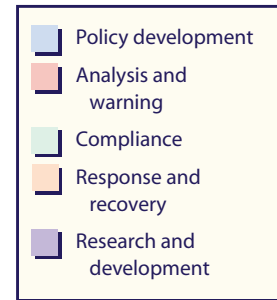 Policy development
Analysis and
warning
Compliance
Response and
recovery
Research and
development